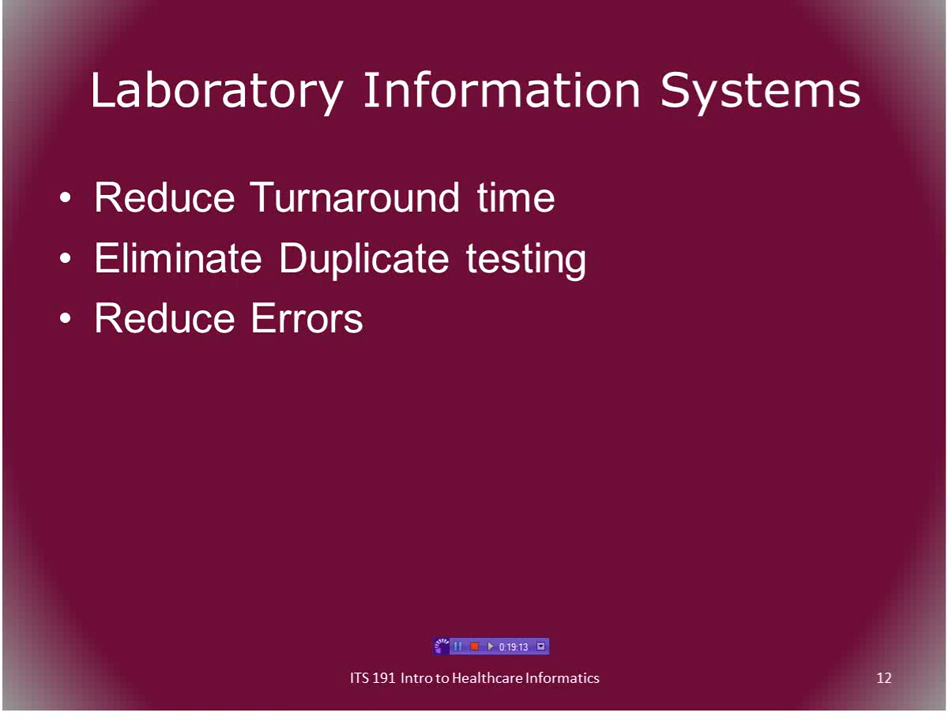 Laboratory Information Systems
• Reduce Turnaround time
• Eliminate Duplicate testing
• Reduce Errors
0:19:13
ITS 191 Intro to Healthcare Informatics
12